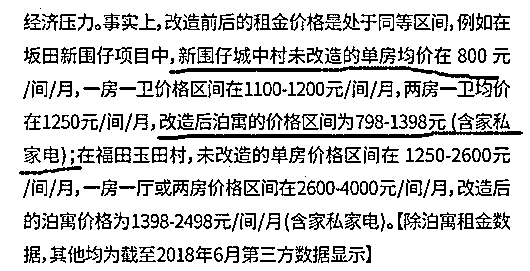 经济压力。事实上,改造前后的租金价格是处于同等区间,例如在
坂田新围仔项目中,新围仔城中村未改造的单房均价在 800 元
/间/月,一房一卫价格区间在1100-1200元/间/月,两房一卫均价
在1250元/间/月,改造后泊寓的价格区间为798-1398元(含家私
家电);在福田玉田村,未改造的单房价格区间在 1250-2600元
/间/月,一房一厅或两房价格区间在2600-4000元/间/月,改造后
的泊寓价格为1398-2498元/间/月(含家私家电)。【除泊寓租金数
据,其他均为截至2018年6月第三方数据显示】